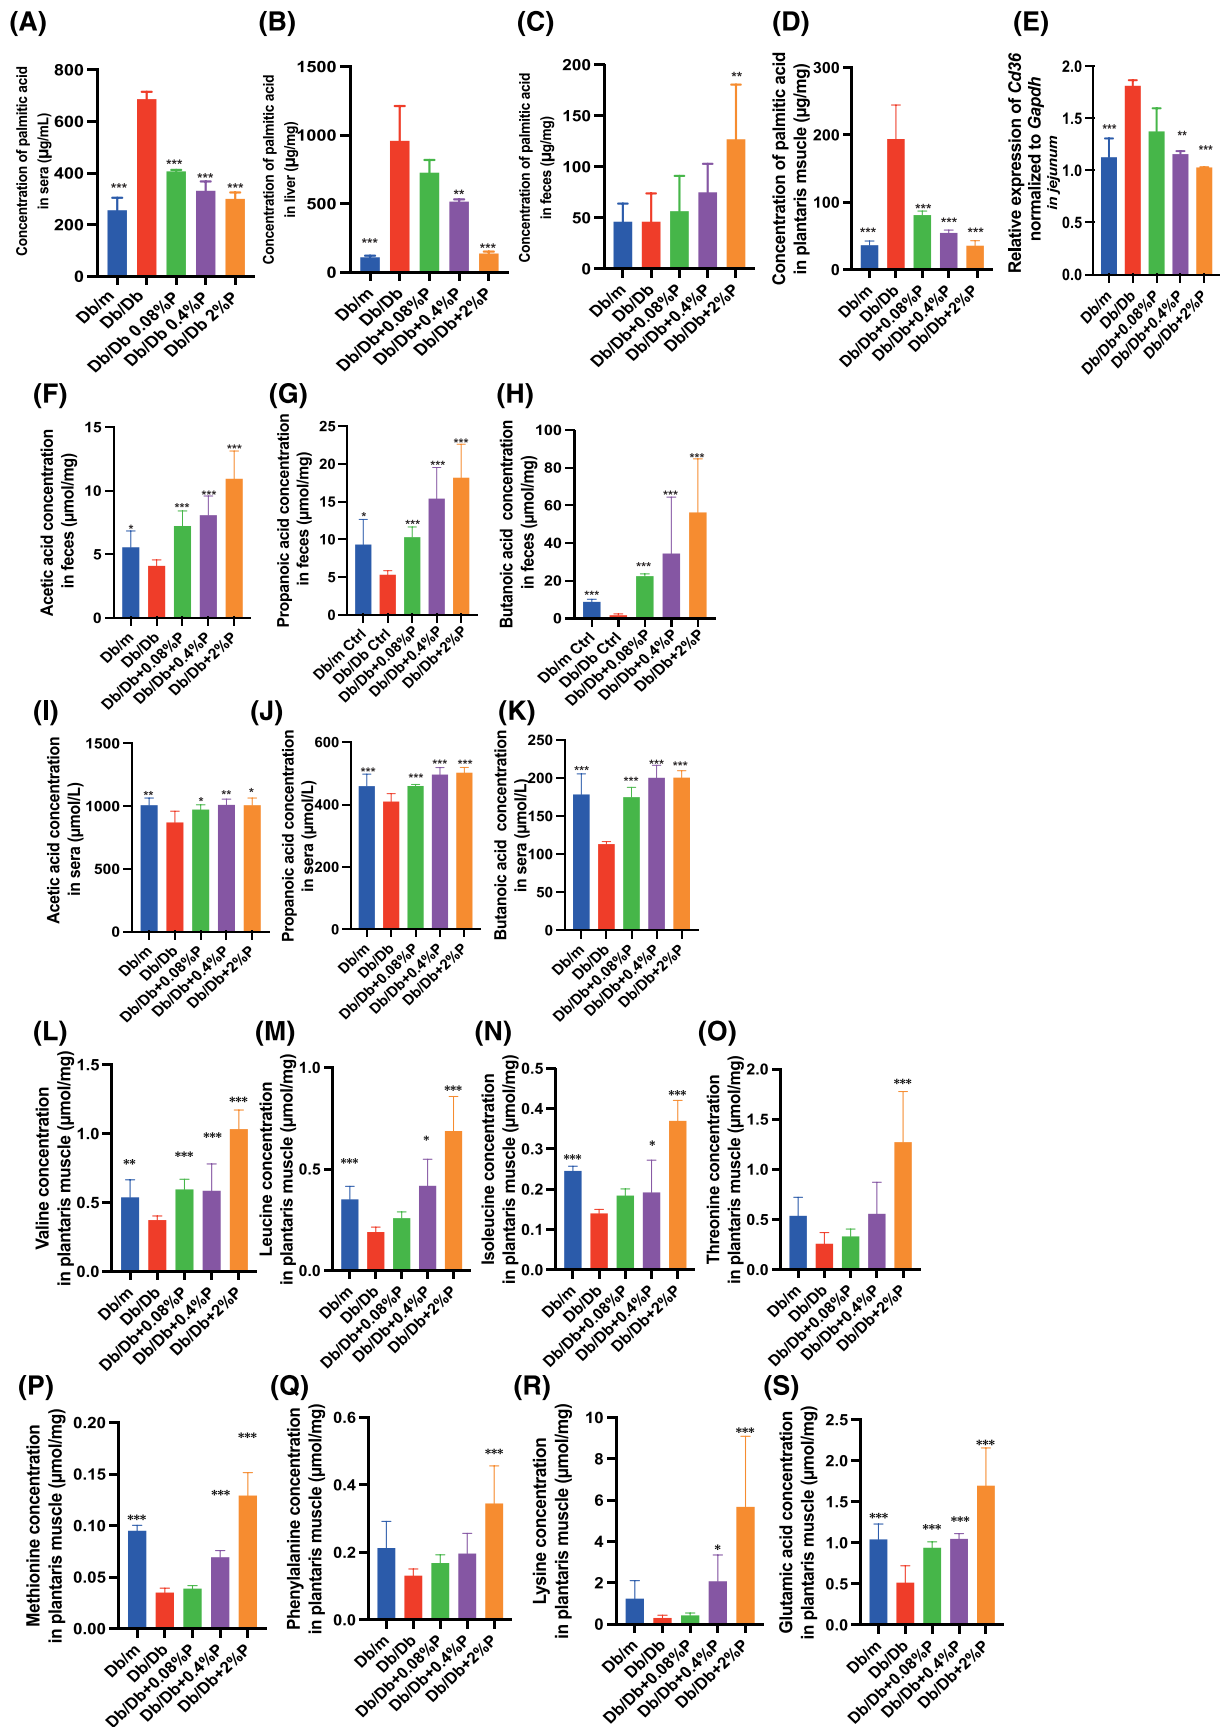 (A)
Concentration of palmitic acid
in sera (µg/mL)
800
600
400
200
0
***
***
***
***
Db/m
Db/Db
Db/Db 0.08%P
Db/Db 0.4%P
Db/Db 2%P
(B)
Concentration of palmitic acid
in liver (µg/mg)
1500
1000
500
0
***
**
***
Db/m
Db/Db
Db/Db+0.08%P
Db/Db+0.4%P
Db/Db+2%P
(C)
Concentration of palmitic acid
in feces (µg/mg)
200
150
100
50
0
**
Db/m
Db/Db
Db/Db+0.08%P
Db/Db+0.4%P
Db/Db+2%P
(D)
Concentration of palmitic acid
in plantaris mus​cle (µg/mg)
300
200
100
0
***
***
***
***
Db/m
Db/Db
Db/Db+0.08%P
Db/Db+0.4%P
Db/Db+2%P
(E)
Relative expression of Cd36
normalized to Gapdh
in jejunum
2.0
1.5
1.0
0.5
0.0
***
**
***
Db/m
Db/Db
Db/Db+0.08%P
Db/Db+0.4%P
Db/Db+2%P
(F)
Acetic acid concentration
in feces (µmol/mg)
15
10
5
0
*
***
***
***
Db/m
Db/Db
Db/Db+0.08%P
Db/Db+0.4%P
Db/Db+2%P
(G)
Propanoic acid concentration
in feces (µmol/mg)
25
20
15
10
5
0
*
***
***
***
Db/m Ctrl
Db/Db Ctrl
Db/Db+0.08%P
Db/Db+0.4%P
Db/Db+2%P
(H)
Butanoic acid concentration
in feces (µmol/mg)
100
80
60
40
20
0
***
***
***
***
Db/m Ctrl
Db/Db Ctrl
Db/Db+0.08%P
Db/Db+0.4%P
Db/Db+2%P
(I)
Acetic acid concentration
in sera (µmol/L)
1500
1000
500
0
**
*
**
*
Db/m
Db/Db
Db/Db+0.08%P
Db/Db+0.4%P
Db/Db+2%P
(J)
Propanoic acid concentration
in sera (µmol/L)
600
400
200
0
***
***
***
***
Db/m
Db/Db
Db/Db+0.08%P
Db/Db+0.4%P
Db/Db+2%P
(K)
Butanoic acid concentration
in sera (µmol/L)
250
200
150
100
50
0
***
***
***
***
Db/m
Db/Db
Db/Db+0.08%P
Db/Db+0.4%P
Db/Db+2%P
(L)
Valine concentration
in plantaris muscle (µmol/mg)
1.5
1.0
0.5
0.0
**
***
***
***
Db/m
Db/Db
Db/Db+0.08%P
Db/Db+0.4%P
Db/Db+2%P
(M)
Leucine concentration
in plantaris muscle (µmol/mg)
1.0
0.5
0.0
***
*
***
Db/m
Db/Db
Db/Db+0.08%P
Db/Db+0.4%P
Db/Db+2%P
(N)
Isoleucine concentration
in plantaris muscle (µmol/mg)
0.5
0.4
0.3
0.2
0.1
0.0
***
*
***
Db/m
Db/Db
Db/Db+0.08%P
Db/Db+0.4%P
Db/Db+2%P
(O)
Threonine concentration
in plantaris muscle (µmol/mg)
2.0
1.5
1.0
0.5
0.0
***
Db/m
Db/Db
Db/Db+0.08%P
Db/Db+0.4%P
Db/Db+2%P
(P)
Methionine concentration
in plantaris muscle (µmol/mg)
0.20
0.15
0.10
0.05
0.00
***
***
***
Db/m
Db/Db
Db/Db+0.08%P
Db/Db+0.4%P
Db/Db+2%P
(Q)
Phenylalanine concentration
in plantaris muscle (µmol/mg)
0.6
0.4
0.2
0.0
***
Db/m
Db/Db
Db/Db+0.08%P
Db/Db+0.4%P
Db/Db+2%P
(R)
Lysine concentration
in plantaris muscle (µmol/mg)
10
8
6
4
2
0
*
***
Db/m
Db/Db
Db/Db+0.08%P
Db/Db+0.4%P
Db/Db+2%P
(S)
Glutamic acid concentration
in plantaris muscle (µmol/mg)
2.5
2.0
1.5
1.0
0.5
0.0
***
***
***
***
Db/m
Db/Db
Db/Db+0.08%P
Db/Db+0.4%P
Db/Db+2%P